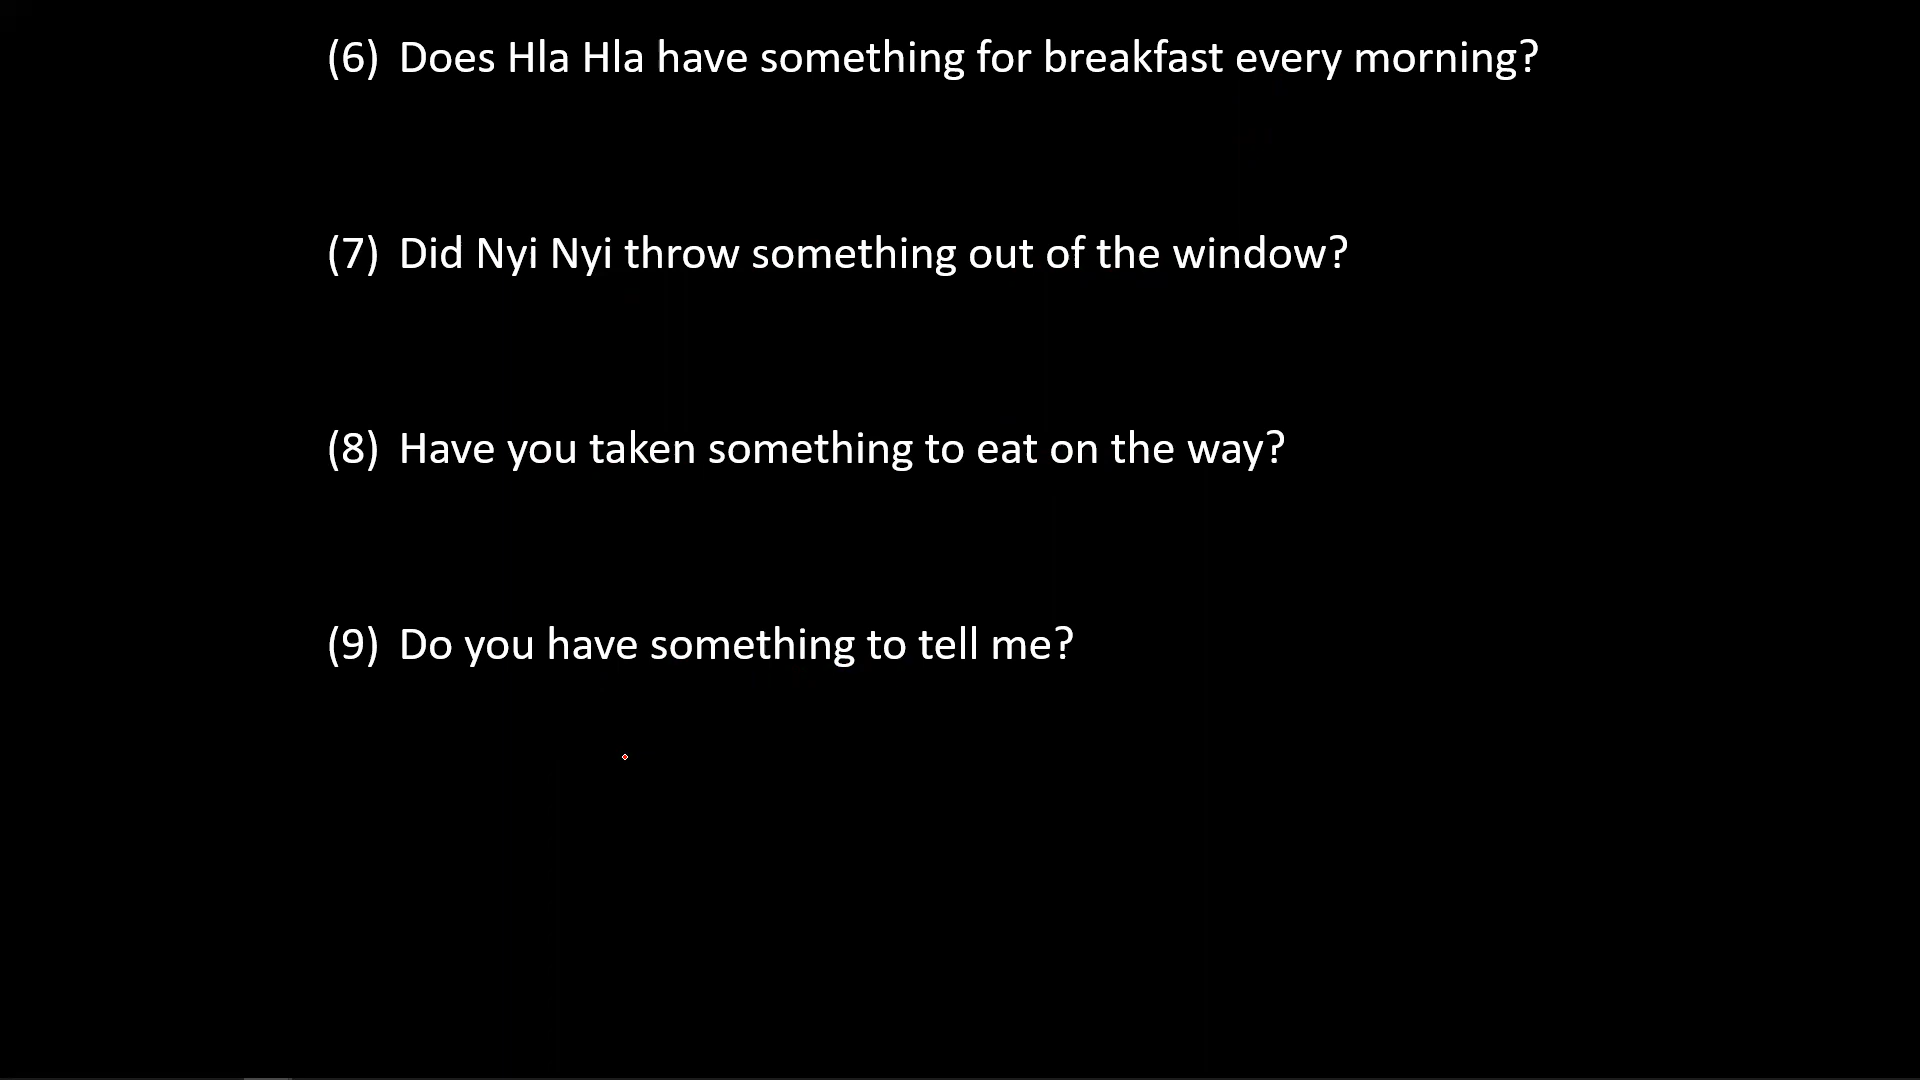 (6) Does Hla Hla have something for breakfast every morning?
(7) Did Nyi Nyi throw something out of the window?
(8) Have you taken something to eat on the way?
(9) Do you have something to tell me?